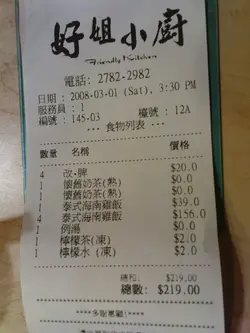 好姐小廚
Friendly Kitchen
電話: 2782-2982
日期 : 2008-03-01 (Sat), 3:30 PM
服務員 : 1
編號 : 145-03 檯號 : 12A
--- 食物列表 ---
數量 名稱 價格
4 改-脾 $20.0
1 懷舊奶茶(熱) $0.0
1 懷舊奶茶(熱) $0.0
1 泰式海南雞飯 $39.0
4 泰式海南雞飯 $156.0
1 例湯 $0.0
1 檸檬茶(凍) $2.0
1 檸檬水 (凍) $2.0
總和: $219.00
總數: $219.00